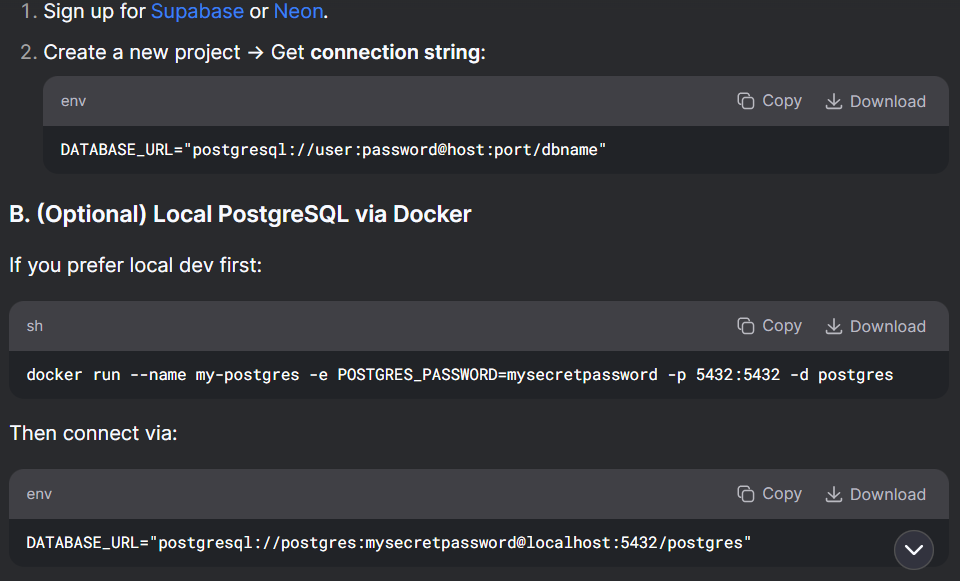 1. Sign up for Supabase or Neon.
2. Create a new project → Get connection string:
env
Copy
Download
DATABASE_URL="postgresql://user:password@host:port/dbname"
B. (Optional) Local PostgreSQL via Docker
If you prefer local dev first:
sh
Copy
Download
docker run --name my-postgres -e POSTGRES_PASSWORD=mysecretpassword -p 5432:5432 -d postgres
Then connect via:
env
Copy
Download
DATABASE_URL="postgresql://postgres:mysecretpassword@localhost:5432/postgres"